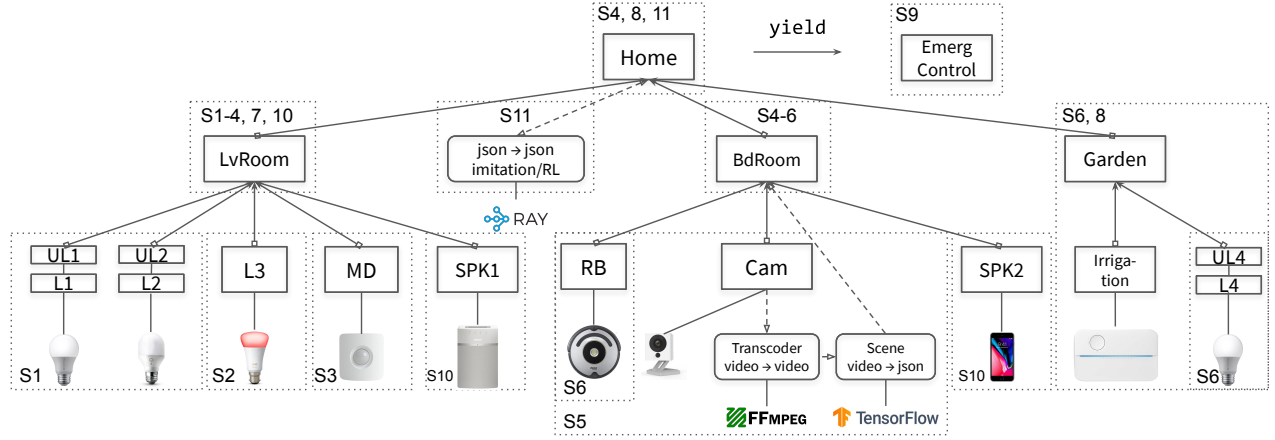 S4, 8, 11
Home
yield
S9
Emerg
Control
S1-4, 7, 10
LvRoom
S11
json → json
imitation/RL
RAY
S4-6
BdRoom
S6, 8
Garden
UL1
L1
UL2
L2
S1
L3
S2
MD
S3
SPK1
S10
RB
S6
Cam
Transcoder
video → video
FFMPEG
Scene
video → json
TensorFlow
S5
SPK2
S10
Irriga-
tion
UL4
L4
S6